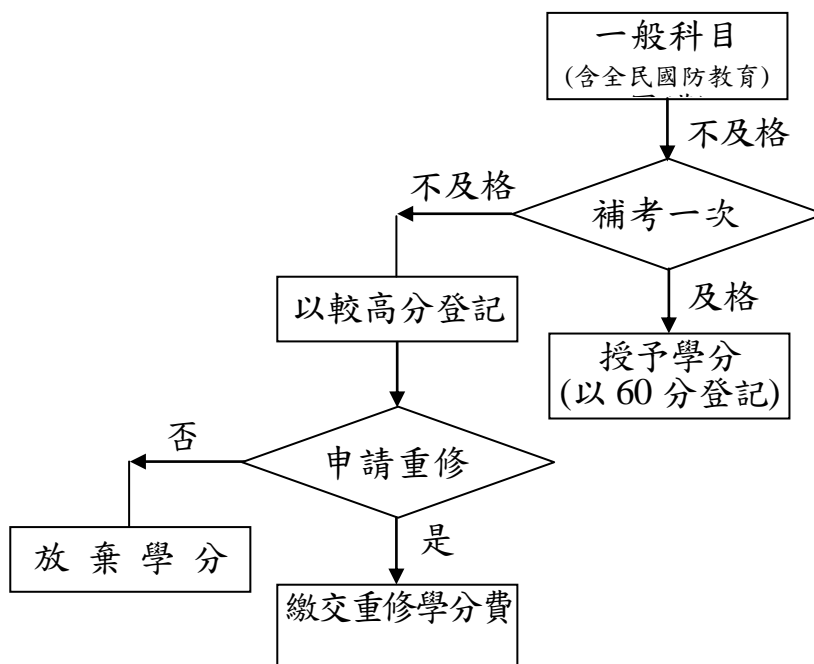 一般科目
(含全民國防教育)
不及格
補考一次
不及格
及格
以較高分登記
授予學分
(以 60 分登記)
申請重修
否
放棄學分
是
繳交重修學分費